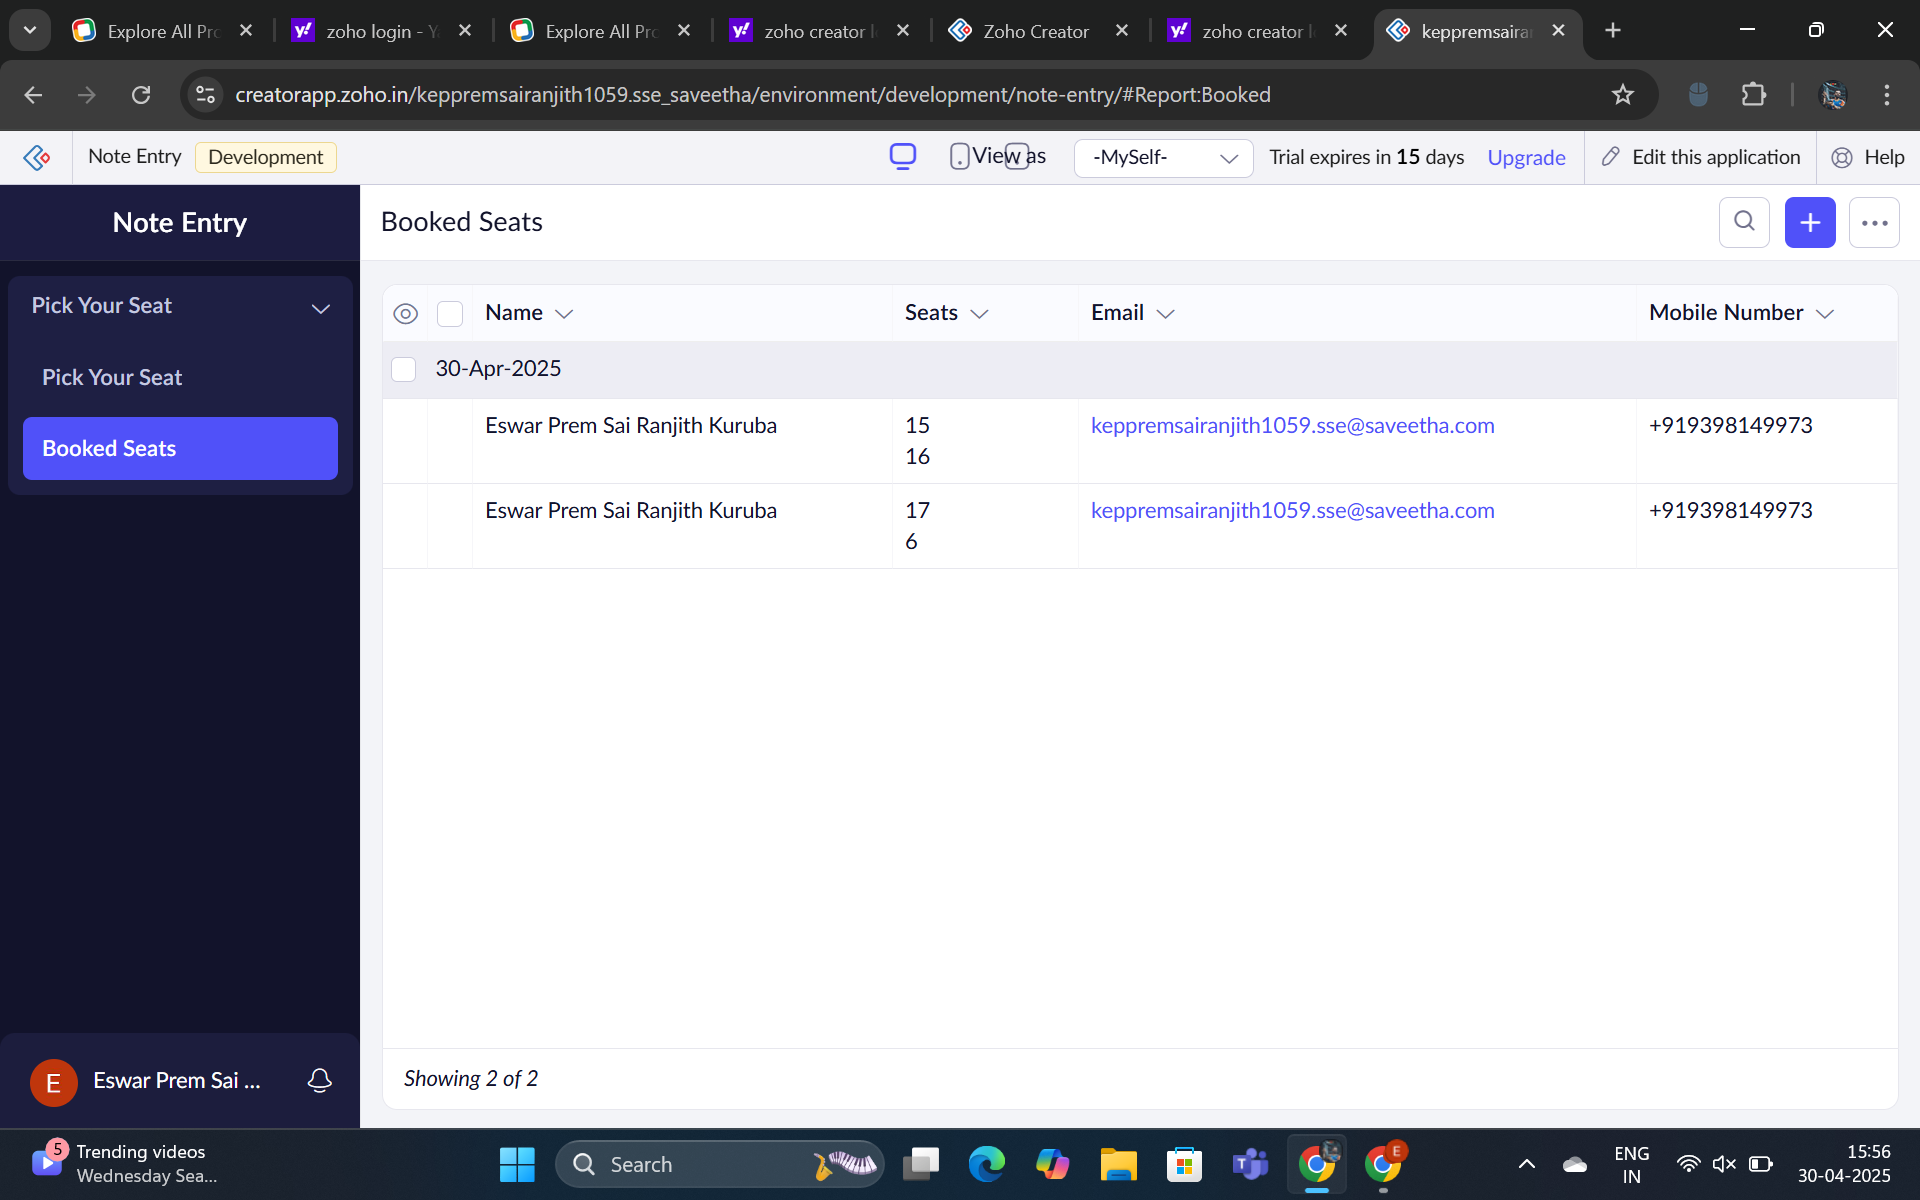 Explore All Pro
zoho login - Y
Explore All Pro
zoho creator l
Zoho Creator
zoho creator l
keppremsairan
creatorapp.zoho.in/keppremsairanjith1059.sse_saveetha/environment/development/note-entry/#Report:Booked
Note Entry
Development
View as
-MySelf-
Trial expires in 15 days
Upgrade
Edit this application
Help
Note Entry
Booked Seats
Pick Your Seat
Pick Your Seat
Booked Seats
Name
Seats
Email
Mobile Number
30-Apr-2025
Eswar Prem Sai Ranjith Kuruba
15
16
keppremsairanjith1059.sse@saveetha.com
+919398149973
Eswar Prem Sai Ranjith Kuruba
17
6
keppremsairanjith1059.sse@saveetha.com
+919398149973
Showing 2 of 2
E
Eswar Prem Sai ...
5
Trending videos
Wednesday Sea...
Search
E
ENG
IN
15:56
30-04-2025